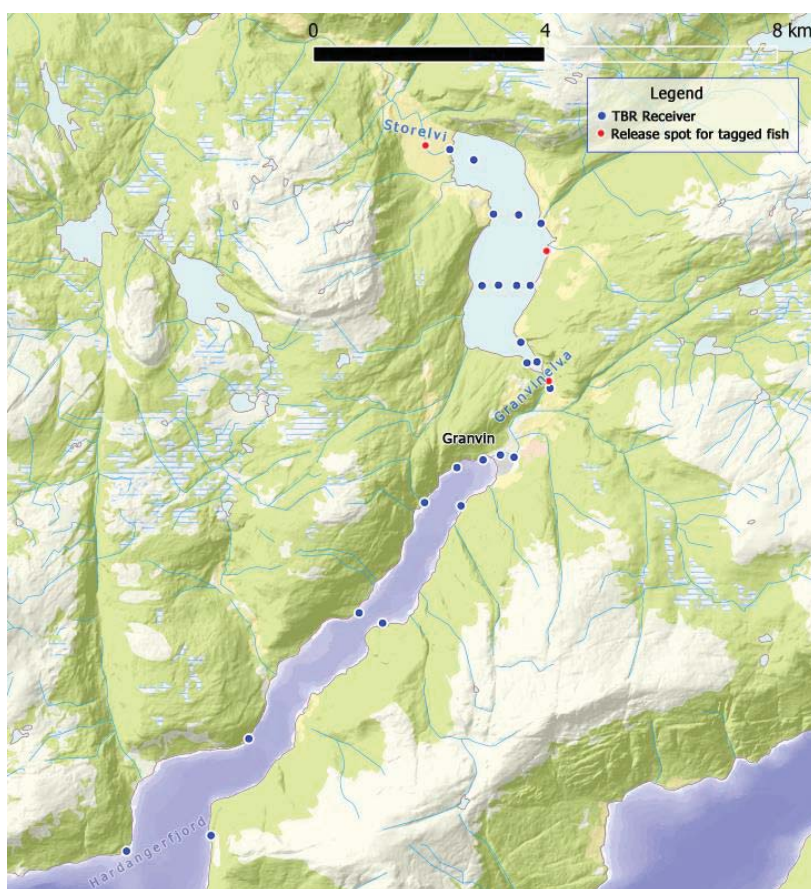 0 4 8 km
Legend
TBR Receiver
Release spot for tagged fish
Storelvi
Granvinelva
Granvin
Hardangerfjord